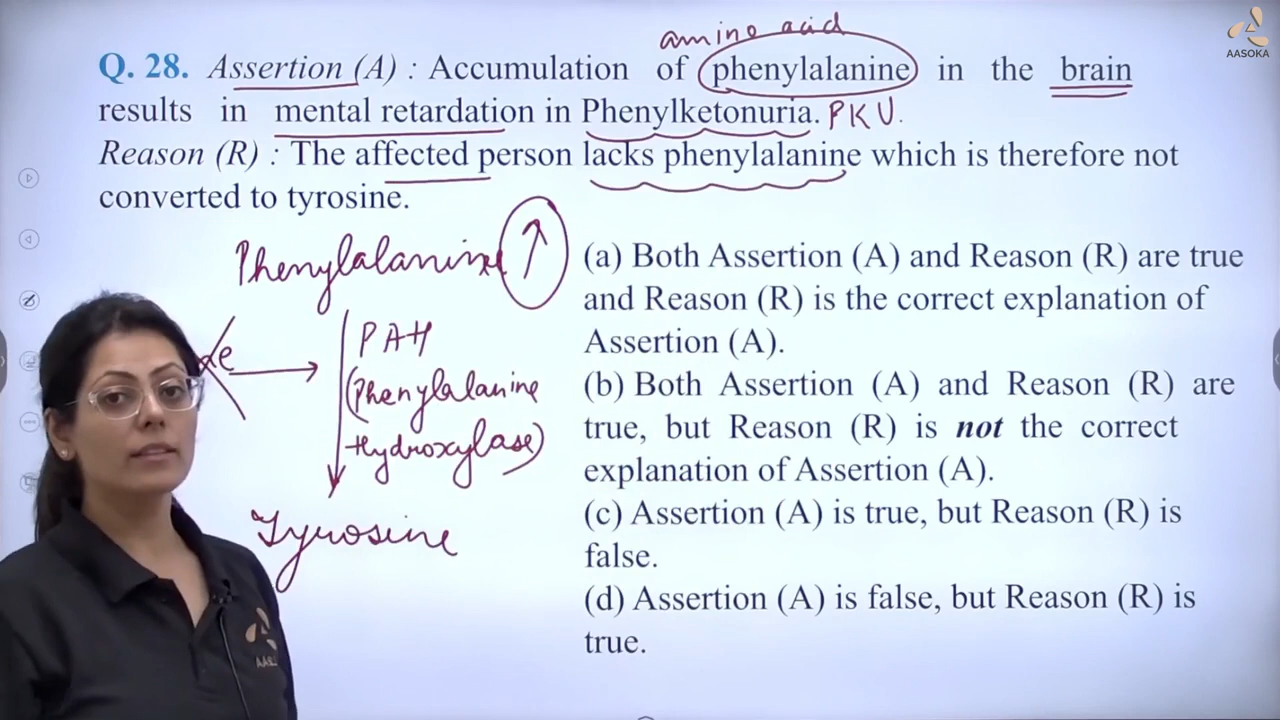 AASOKA
amino acid
Q. 28. Assertion (A) : Accumulation of phenylalanine in the brain
results in mental retardation in Phenylketonuria. PKU.
Reason (R) : The affected person lacks phenylalanine which is therefore not
converted to tyrosine.
Phenylalanine ↑
PAH
(Phenylalanine
Hydroxylase)
Tyrosine
(a) Both Assertion (A) and Reason (R) are true
and Reason (R) is the correct explanation of
Assertion (A).
(b) Both Assertion (A) and Reason (R) are
true, but Reason (R) is not the correct
explanation of Assertion (A).
(c) Assertion (A) is true, but Reason (R) is
false.
(d) Assertion (A) is false, but Reason (R) is
true.